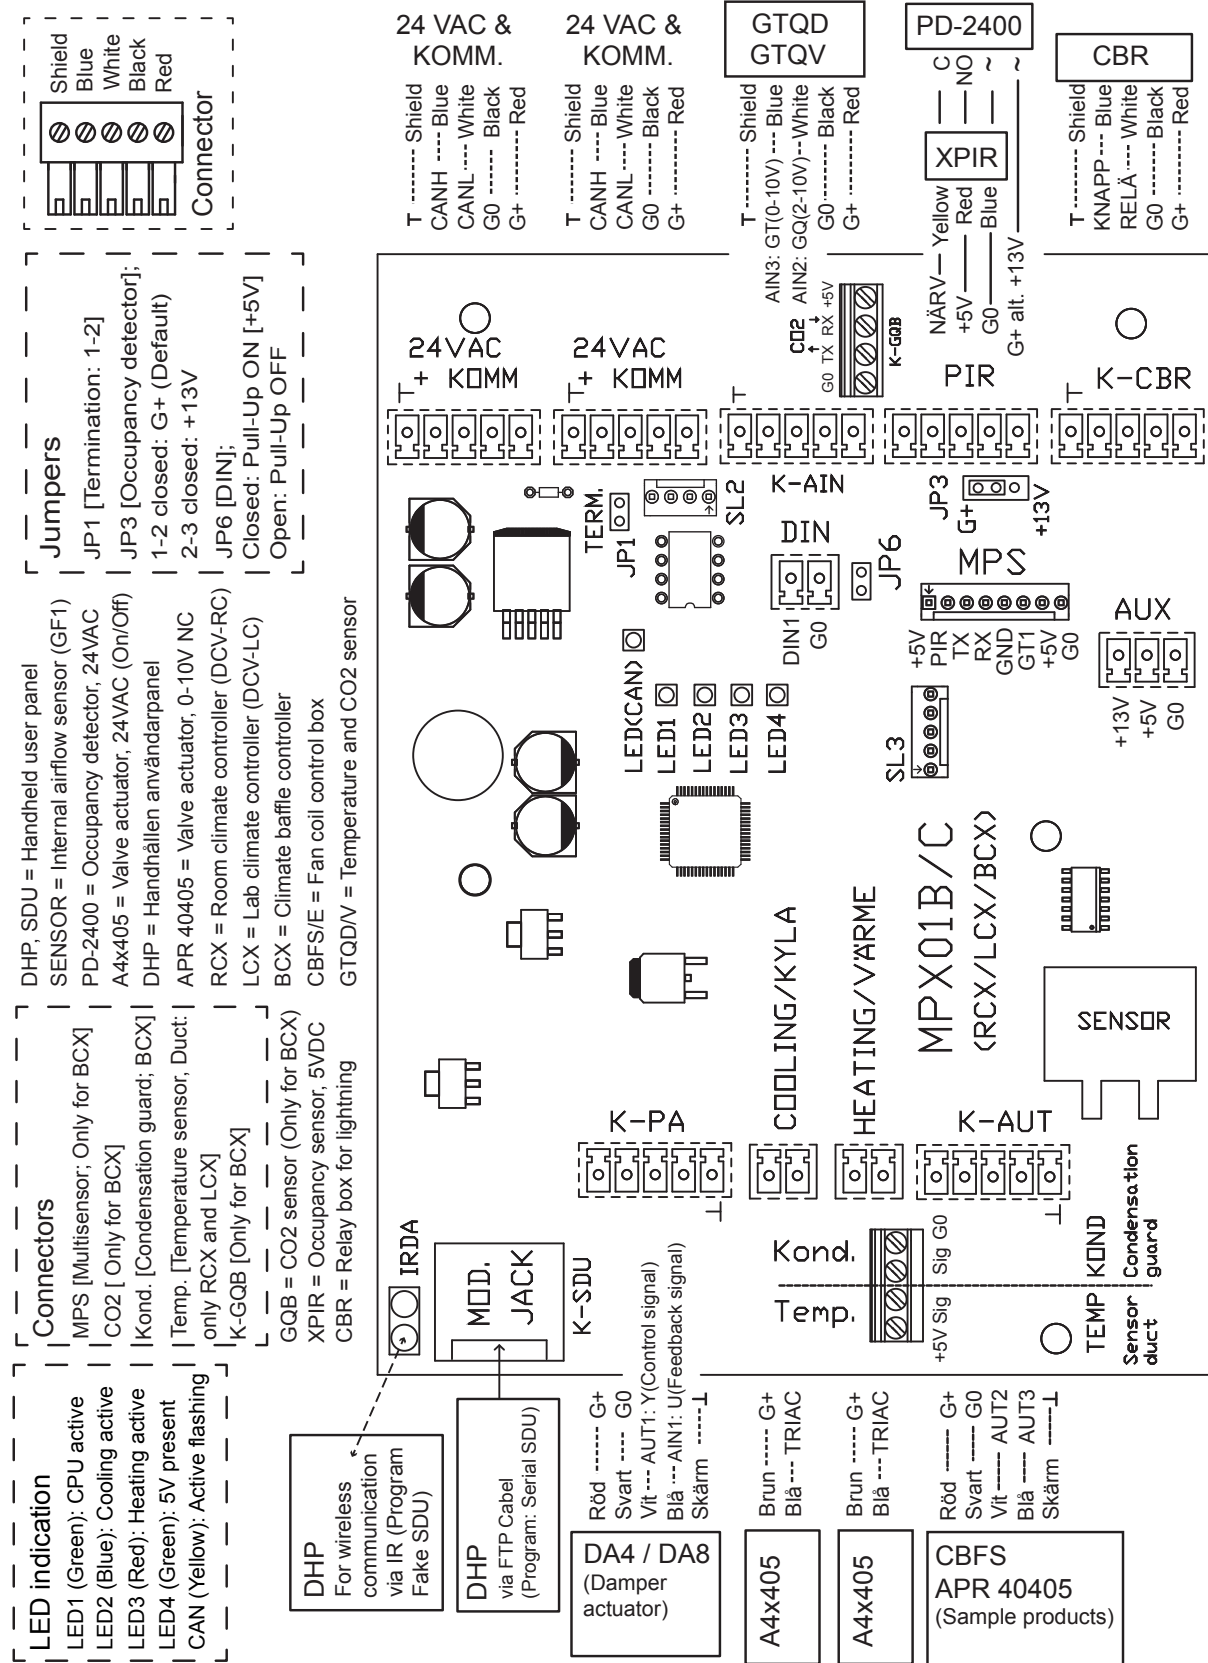 LED indication
LED1 (Green): CPU active
LED2 (Blue): Cooling active
LED3 (Red): Heating active
LED4 (Green): 5V present
CAN (Yellow): Active flashing
Connectors
MPS [Multisensor; Only for BCX]
CO2 [ Only for BCX]
Kond. [Condensation guard; BCX]
Temp. [Temperature sensor, Duct:
only RCX and LCX]
K-GQB [Only for BCX]
GQB = CO2 sensor (Only for BCX)
XPIR = Occupancy sensor, 5VDC
CBR = Relay box for lightning
DHP, SDU = Handheld user panel
SENSOR = Internal airflow sensor (GF1)
PD-2400 = Occupancy detector, 24VAC
A4x405 = Valve actuator, 24VAC (On/Off)
DHP = Handhållen användarpanel
APR 40405 = Valve actuator, 0-10V NC
RCX = Room climate controller (DCV-RC)
LCX = Lab climate controller (DCV-LC)
BCX = Climate baffle controller
CBFS/E = Fan coil control box
GTQD/V = Temperature and CO2 sensor
Jumpers
JP1 [Termination: 1-2]
JP3 [Occupancy detector];
1-2 closed: G+ (Default)
2-3 closed: +13V
JP6 [DIN];
Closed: Pull-Up ON [+5V]
Open: Pull-Up OFF
Shield
Blue
White
Black
Red
Connector
24 VAC &
KOMM.
T Shield
CANH Blue
CANL White
G0 Black
G+ Red
24 VAC &
KOMM.
T Shield
CANH Blue
CANL White
G0 Black
G+ Red
GTQD
GTQV
T Shield
AIN3: GT(0-10V) Blue
AIN2: GQ(2-10V) White
G0 Black
G+ Red
PD-2400
C
NO
~
~
XPIR
NÄRV Yellow
+5V Red
G0 Blue
G+ alt. +13V
CBR
T Shield
KNAPP Blue
RELÄ White
G0 Black
G+ Red
24VAC
+ KOMM
24VAC
+ KOMM
CO2
G0 TX RX +5V
K-GQB
K-AIN
PIR
K-CBR
TERM.
JP1
SL2
DIN
DIN1
G0
JP6
JP3
G+
+13V
MPS
+5V
PIR
TX
RX
GND
GT1
+5V
G0
AUX
+13V
+5V
G0
SL3
LED(CAN)
LED1
LED2
LED3
LED4
MPX01B/C
(RCX/LCX/BCX)
SENSOR
K-PA
COOLING/KYLA
HEATING/VÄRME
K-AUT
IRDA
MOD.
JACK
K-SDU
Kond.
Temp.
+5V Sig
Sig G0
TEMP
Sensor
duct
KOND
Condensation
guard
DHP
For wireless
communication
via IR (Program
Fake SDU)
DHP
via FTP Cabel
(Program: Serial SDU)
DA4 / DA8
(Damper
actuator)
Röd G+
Svart G0
Vit AUT1: Y(Control signal)
Blå AIN1: U(Feedback signal)
Skärm
A4x405
Brun G+
Blå TRIAC
A4x405
Brun G+
Blå TRIAC
CBFS
APR 40405
(Sample products)
Röd G+
Svart G0
Vit AUT2
Blå AUT3
Skärm